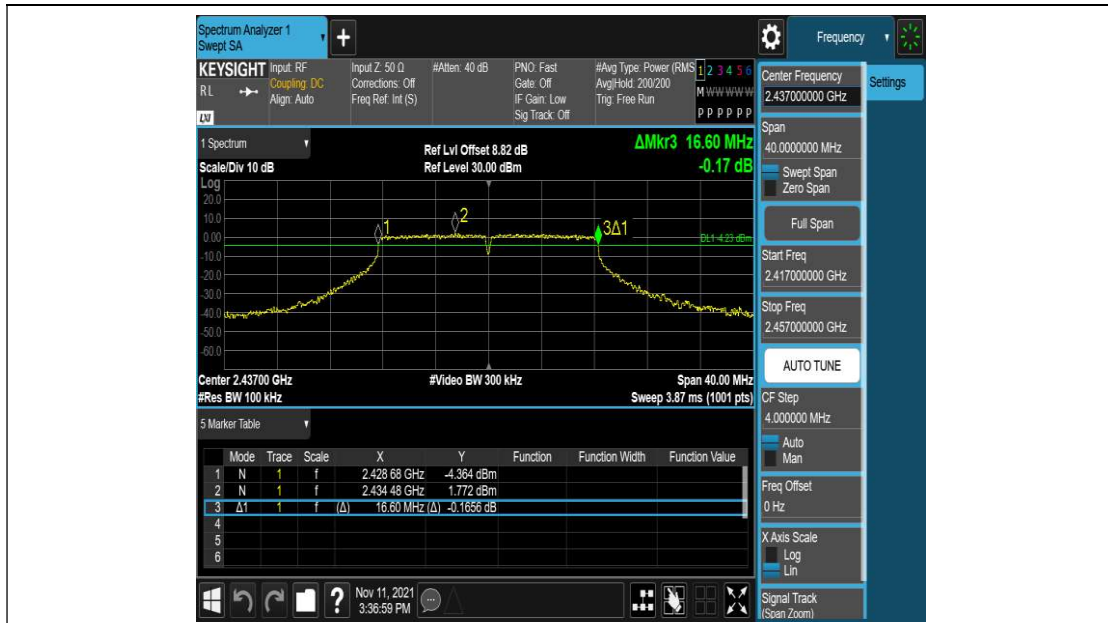 Spectrum Analyzer 1
Swept SA
+
Frequency
KEYSIGHT
RL
LXI
Input: RF
Coupling: DC
Align: Auto
Input Z: 50 Ω
Corrections: Off
Freq Ref: Int (S)
#Atten: 40 dB
PNO: Fast
Gate: Off
IF Gain: Low
Sig Track: Off
#Avg Type: Power (RMS
Avg|Hold: 200/200
Trig: Free Run
1 2 3 4 5 6
M W W W W W
P P P P P P
1 Spectrum
Scale/Div 10 dB
Ref Lvl Offset 8.82 dB
Ref Level 30.00 dBm
ΔMkr3 16.60 MHz
-0.17 dB
Log
20.0
10.0
0.00
-10.0
-20.0
-30.0
-40.0
-50.0
-60.0
1
2
3Δ1
DL1 -4.23 dBm
Center 2.43700 GHz
#Video BW 300 kHz
Span 40.00 MHz
#Res BW 100 kHz
Sweep 3.87 ms (1001 pts)
5 Marker Table
Mode Trace Scale X Y Function Function Width Function Value
1 N 1 f 2.428 68 GHz -4.364 dBm
2 N 1 f 2.434 48 GHz 1.772 dBm
3 Δ1 1 f (Δ) 16.60 MHz (Δ) -0.1656 dB
4
5
6
?
Nov 11, 2021
3:36:59 PM
Center Frequency
2.437000000 GHz
Span
40.0000000 MHz
Swept Span
Zero Span
Full Span
Start Freq
2.417000000 GHz
Stop Freq
2.457000000 GHz
AUTO TUNE
CF Step
4.000000 MHz
Auto
Man
Freq Offset
0 Hz
X Axis Scale
Log
Lin
Signal Track
(Span Zoom)
Settings